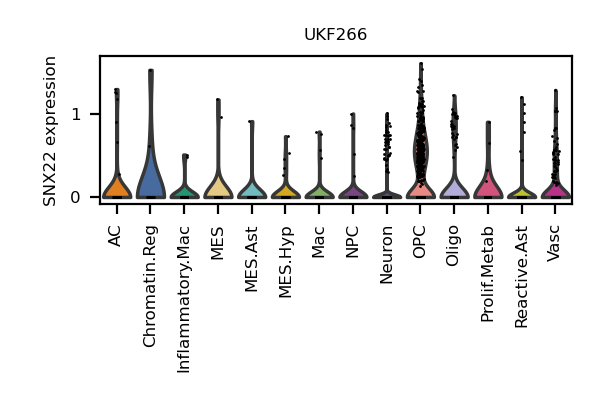 UKF266
SNX22 expression
1
0
AC
Chromatin.Reg
Inflammatory.Mac
MES
MES.Ast
MES.Hyp
Mac
NPC
Neuron
OPC
Oligo
Prolif.Metab
Reactive.Ast
Vasc